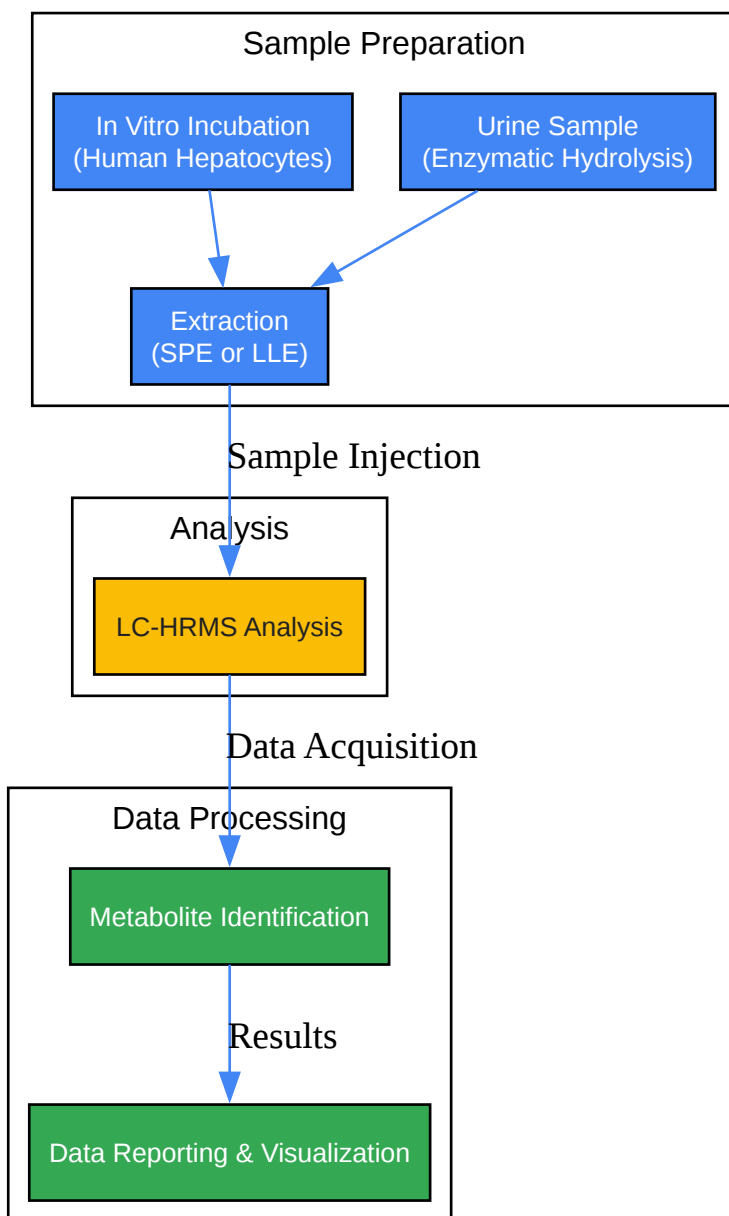 Sample Preparation
In Vitro Incubation
(Human Hepatocytes)
Urine Sample
(Enzymatic Hydrolysis)
Extraction
(SPE or LLE)
Sample Injection
Analysis
LC-HRMS Analysis
Data Acquisition
Data Processing
Metabolite Identification
Results
Data Reporting & Visualization